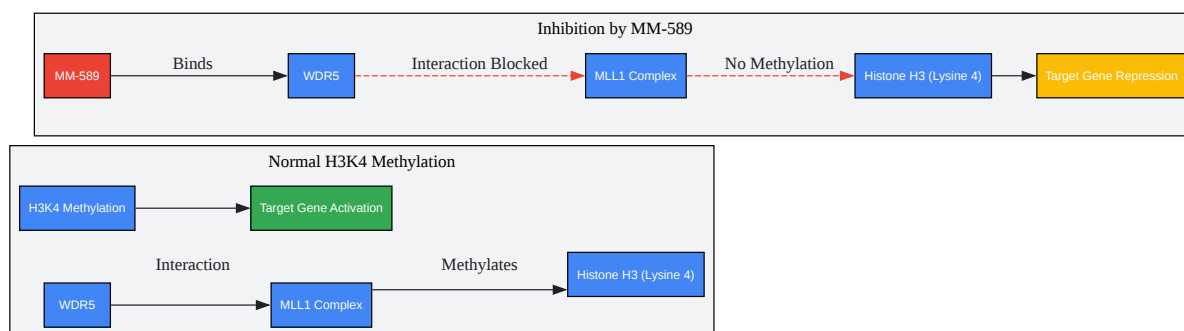 Inhibition by MM-589
MM-589
Binds
WDR5
Interaction Blocked
MLL1 Complex
No Methylation
Histone H3 (Lysine 4)
Target Gene Repression
Normal H3K4 Methylation
H3K4 Methylation
Target Gene Activation
WDR5
Interaction
MLL1 Complex
Methylates
Histone H3 (Lysine 4)